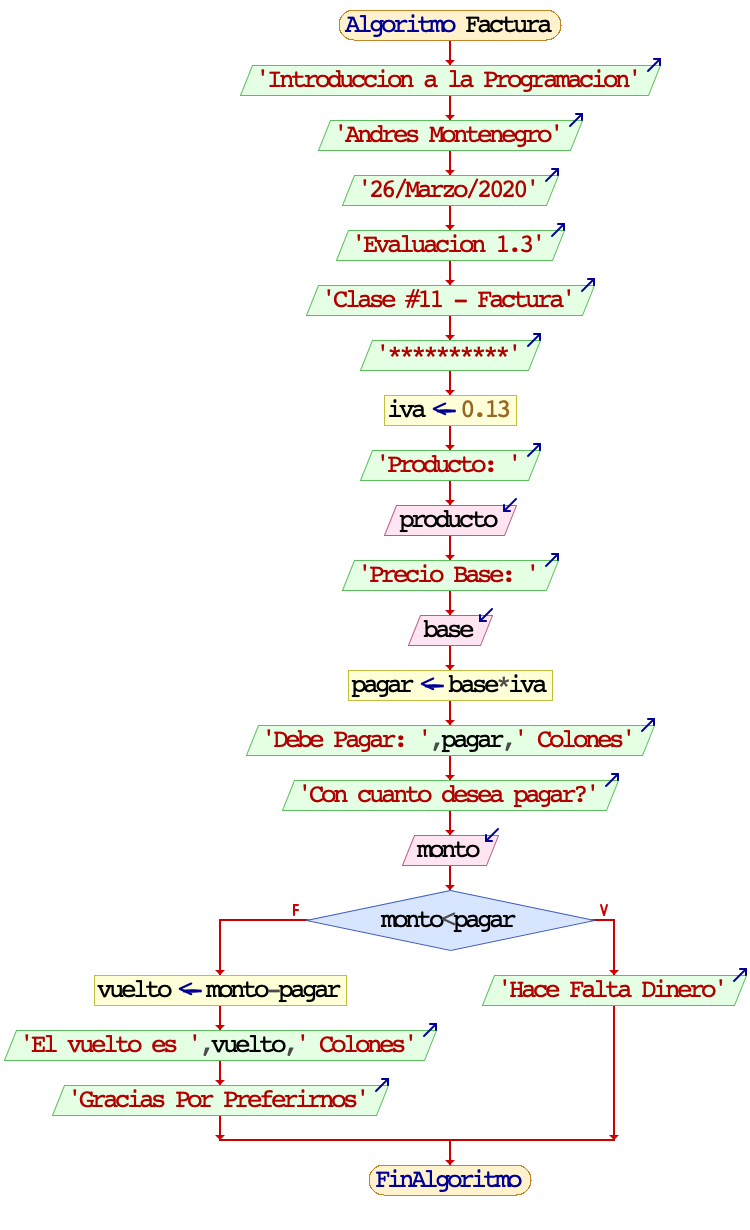 Algoritmo Factura
'Introduccion a la Programacion'
'Andres Montenegro'
'26/Marzo/2020'
'Evaluacion 1.3'
'Clase #11 - Factura'
'**********'
iva ← 0.13
'Producto: '
producto
'Precio Base: '
base
pagar ← base*iva
'Debe Pagar: ',pagar,' Colones'
'Con cuanto desea pagar?'
monto
monto<pagar
F
V
vuelto ← monto-pagar
'Hace Falta Dinero'
'El vuelto es ',vuelto,' Colones'
'Gracias Por Preferirnos'
FinAlgoritmo